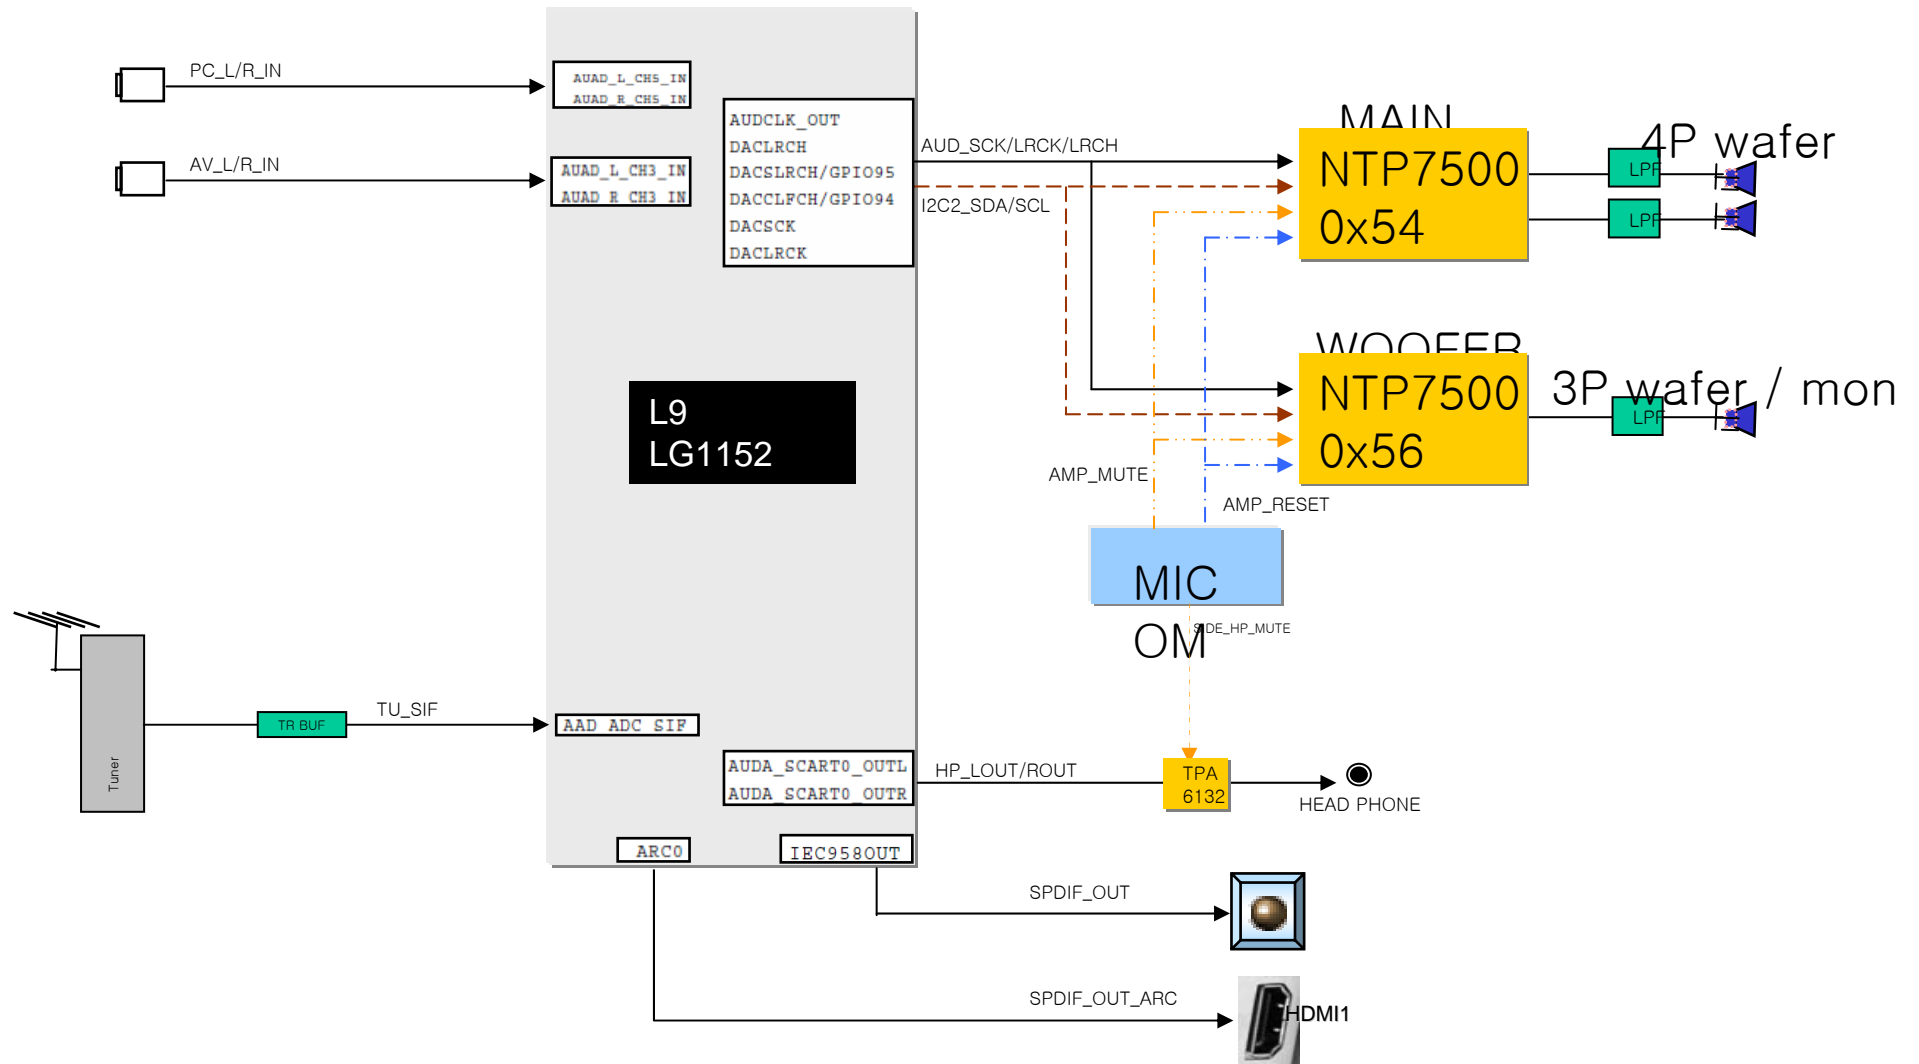 PC_L/R_IN
AUAD_L_CH5_IN
AUAD_R_CH5_IN
AV_L/R_IN
AUAD_L_CH3_IN
AUAD_R_CH3_IN
AUDCLK_OUT
DACLRCH
DACSLRCH/GPIO95
DACCLFCH/GPIO94
DACSCK
DACLRCK
AUD_SCK/LRCK/LRCH
I2C2_SDA/SCL
MAIN
NTP7500
0x54
4P wafer
LPF
LPF
L9
LG1152
WOOFER
NTP7500
0x56
3P wafer / mon
LPF
AMP_MUTE
AMP_RESET
MIC
OM
SIDE_HP_MUTE
Tuner
TR BUF
TU_SIF
AAD_ADC_SIF
AUDA_SCART0_OUTL
AUDA_SCART0_OUTR
HP_LOUT/ROUT
TPA
6132
HEAD PHONE
ARC0
IEC958OUT
SPDIF_OUT
SPDIF_OUT_ARC
HDMI1